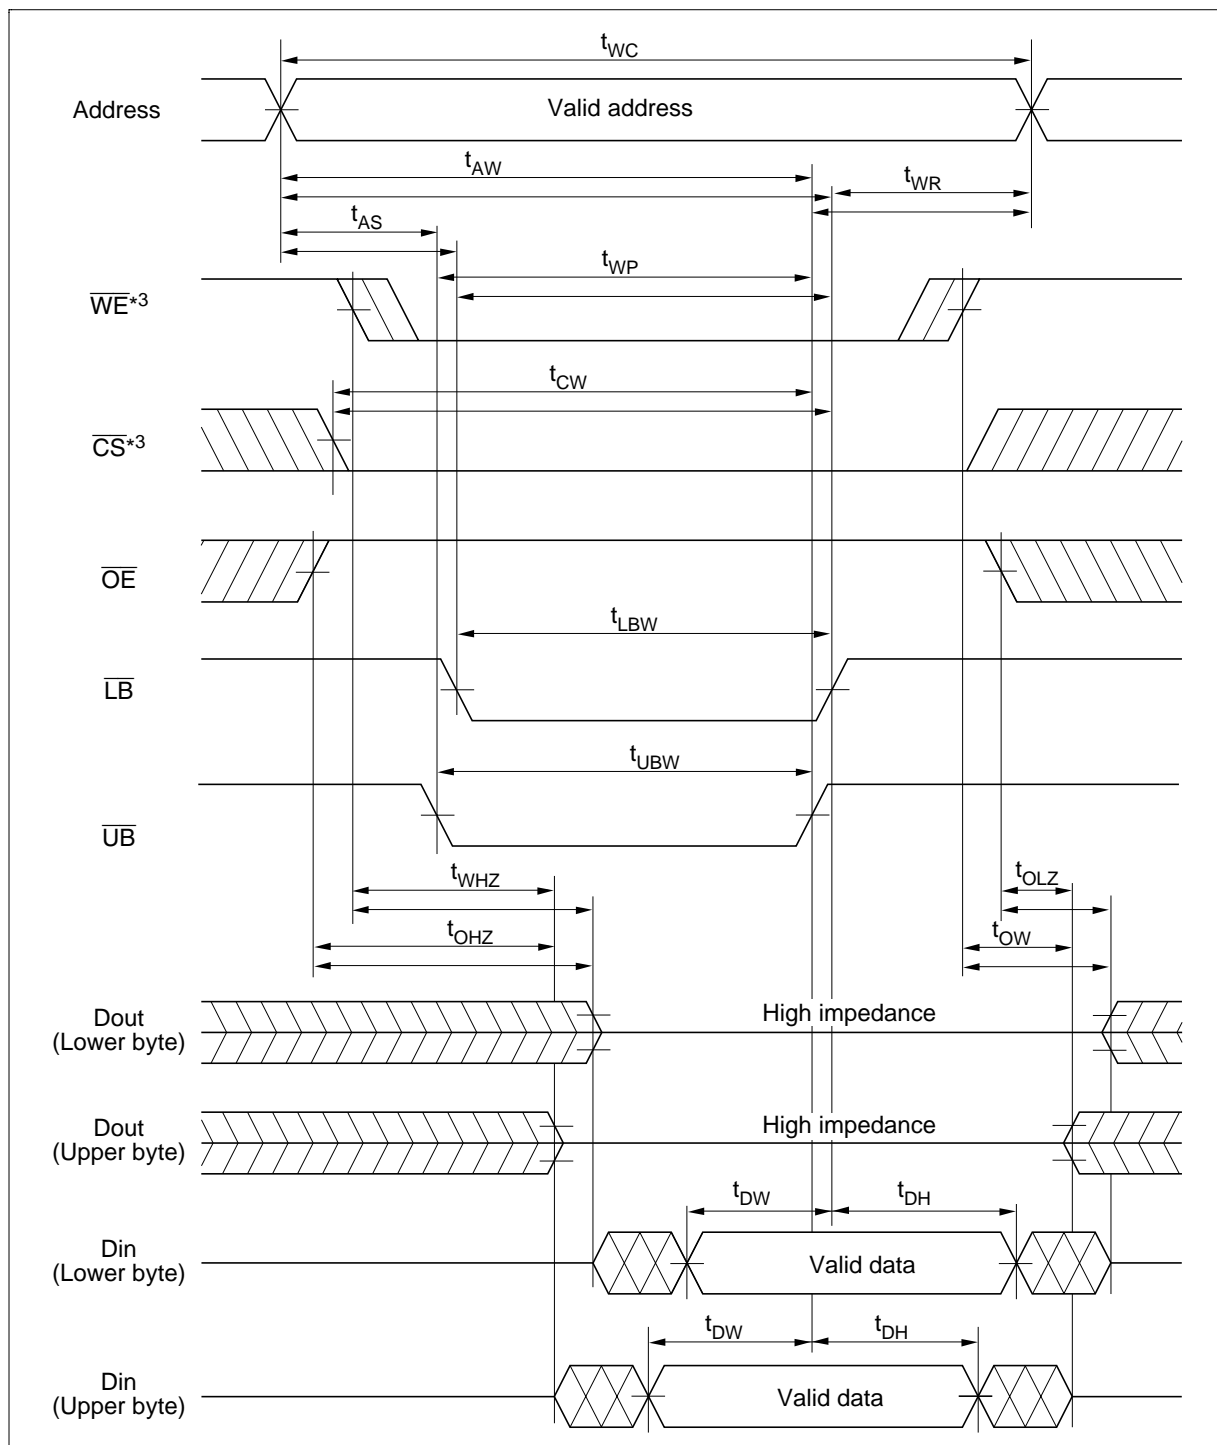 tWC
Address
Valid address
tAW
tWR
tAS
tWP
WE*3
tCW
CS*3
OE
tLBW
LB
tUBW
UB
tWHZ
tOLZ
tOHZ
tOW
Dout
(Lower byte)
High impedance
Dout
(Upper byte)
High impedance
tDW
tDH
Din
(Lower byte)
Valid data
tDW
tDH
Din
(Upper byte)
Valid data